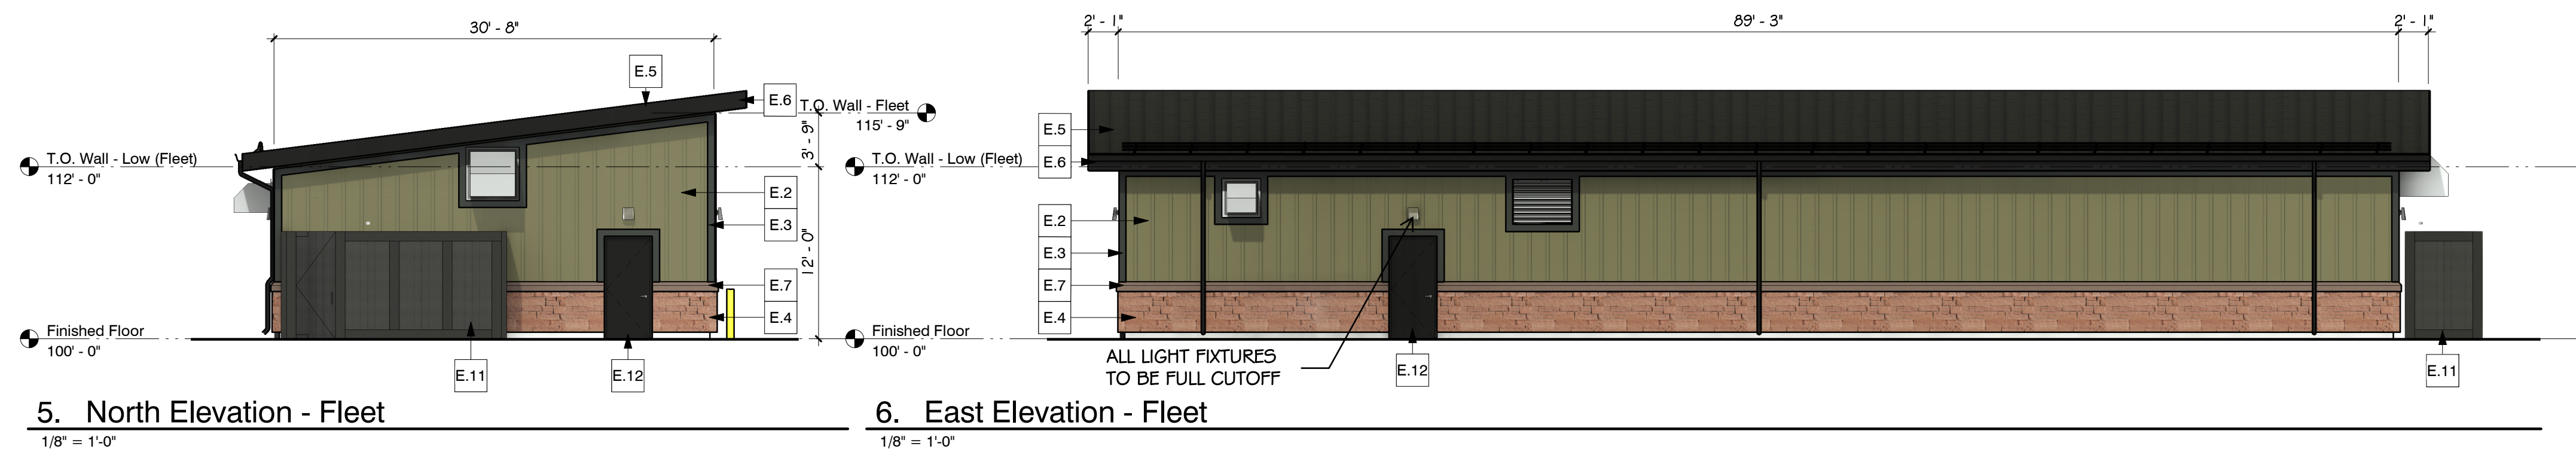 30' - 8"
E.5
E.6
T.O. Wall - Fleet
115' - 9"
3' - 9"
T.O. Wall - Low (Fleet)
112' - 0"
E.2
E.3
12' - 0"
E.7
E.4
Finished Floor
100' - 0"
E.11
E.12
5. North Elevation - Fleet
1/8" = 1'-0"
2' - 1"
89' - 3"
2' - 1"
E.5
T.O. Wall - Low (Fleet)
112' - 0"
E.6
E.2
E.3
E.7
E.4
Finished Floor
100' - 0"
ALL LIGHT FIXTURES
TO BE FULL CUTOFF
E.12
E.11
6. East Elevation - Fleet
1/8" = 1'-0"